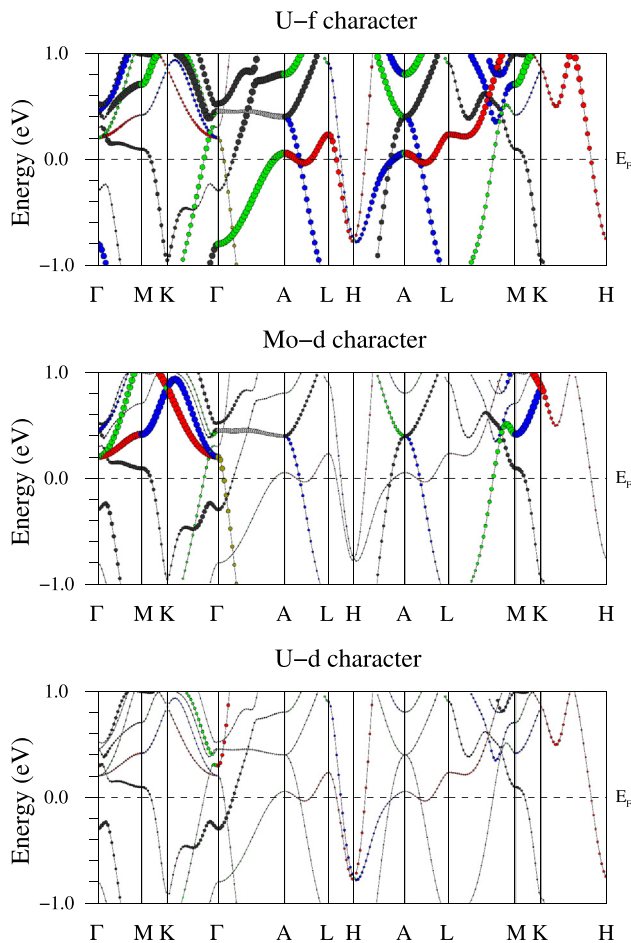 U−f character
1.0
Energy (eV)
0.0
E_F
−1.0
Γ M K Γ A L H A L M K H
Mo−d character
1.0
Energy (eV)
0.0
E_F
−1.0
Γ M K Γ A L H A L M K H
U−d character
1.0
Energy (eV)
0.0
E_F
−1.0
Γ M K Γ A L H A L M K H